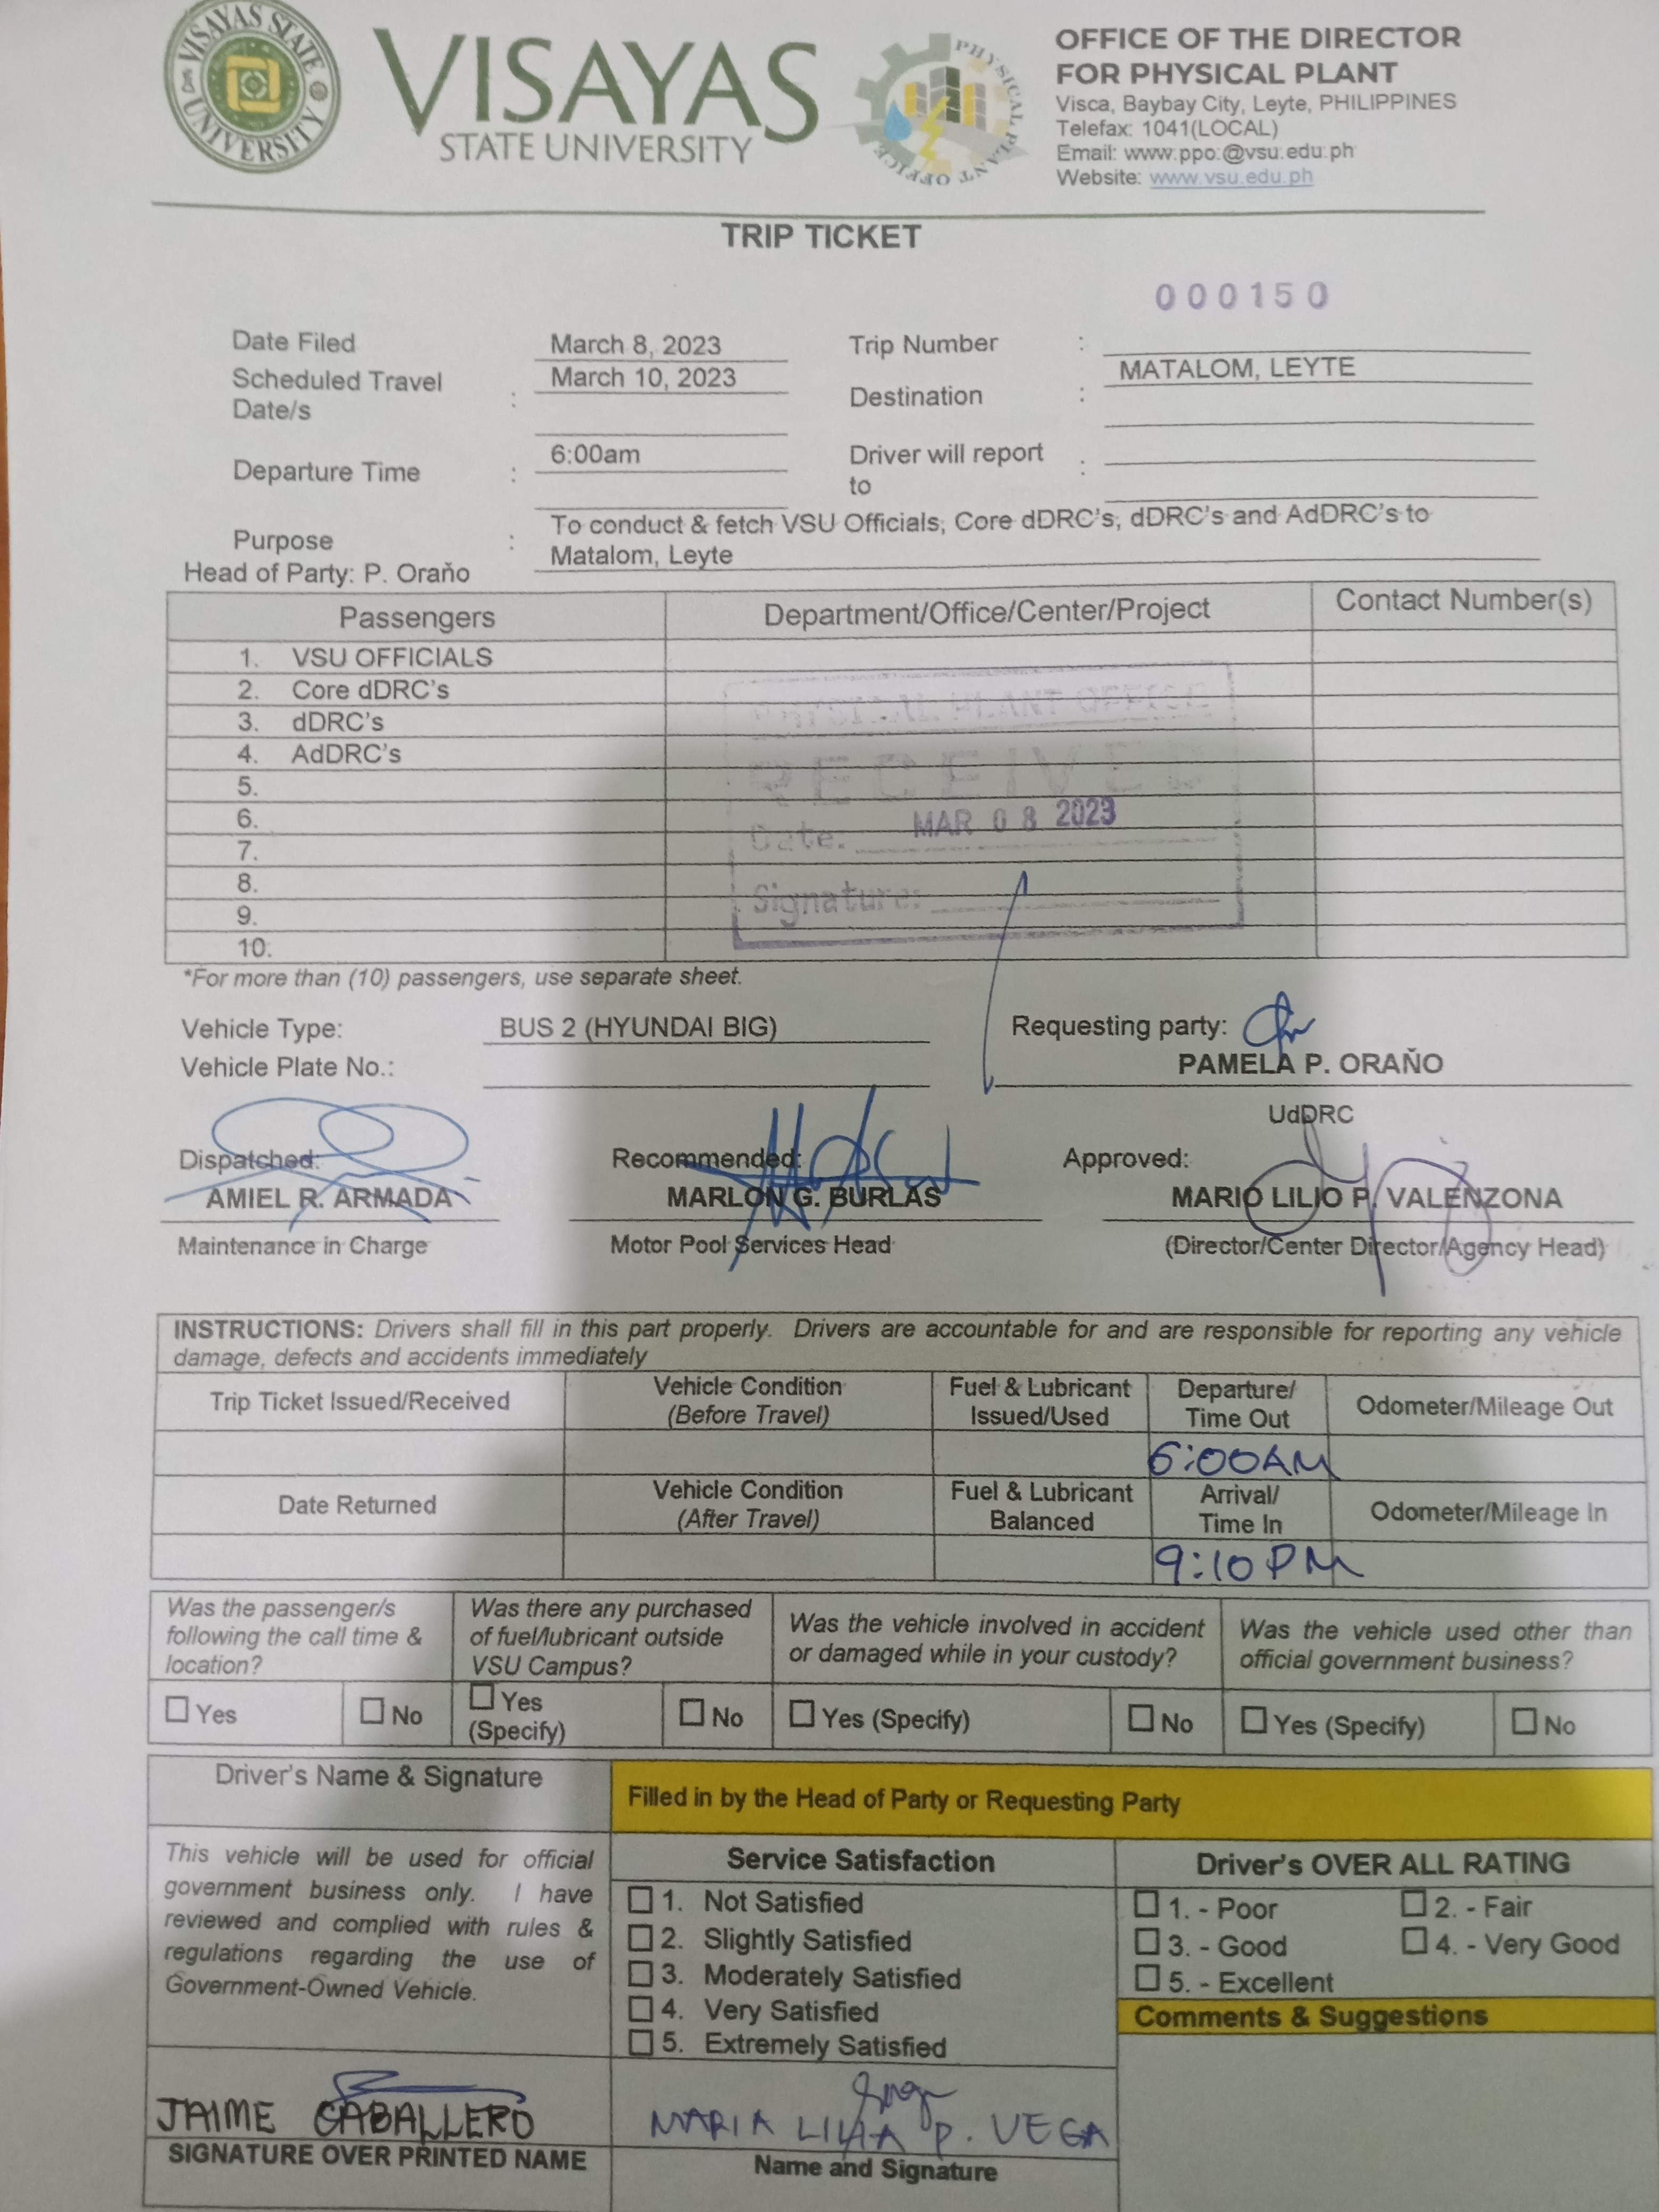 VISAYAS STATE UNIVERSITY
VISAYAS
STATE UNIVERSITY
PHYSICAL PLANT OFFICE
OFFICE OF THE DIRECTOR
FOR PHYSICAL PLANT
Visca, Baybay City, Leyte, PHILIPPINES
Telefax: 1041(LOCAL)
Email: www.ppo.@vsu.edu.ph
Website: www.vsu.edu.ph
TRIP TICKET
000150
Date Filed March 8, 2023 Trip Number :
Scheduled Travel Date/s : March 10, 2023 Destination : MATALOM, LEYTE
Departure Time : 6:00am Driver will report to :
Purpose : To conduct & fetch VSU Officials, Core dDRC's, dDRC's and AdDRC's to
Matalom, Leyte
Head of Party: P. Oraňo
Passengers Department/Office/Center/Project Contact Number(s)
1. VSU OFFICIALS
2. Core dDRC's
3. dDRC's
4. AdDRC's
5.
6.
7.
8.
9.
10.
PHYSICAL PLANT OFFICE
RECEIVED
Date: MAR 08 2023
Signature:
*For more than (10) passengers, use separate sheet.
Vehicle Type: BUS 2 (HYUNDAI BIG) Requesting party:
Vehicle Plate No.: PAMELA P. ORAŇO
UdDRC
Dispatched: Recommended: Approved:
AMIEL R. ARMADA MARLON G. BURLAS MARIO LILIO P. VALENZONA
Maintenance in Charge Motor Pool Services Head (Director/Center Director/Agency Head)
INSTRUCTIONS: Drivers shall fill in this part properly. Drivers are accountable for and are responsible for reporting any vehicle
damage, defects and accidents immediately
Trip Ticket Issued/Received Vehicle Condition (Before Travel) Fuel & Lubricant Issued/Used Departure/ Time Out Odometer/Mileage Out
6:00AM
Date Returned Vehicle Condition (After Travel) Fuel & Lubricant Balanced Arrival/ Time In Odometer/Mileage In
9:10PM
Was the passenger/s following the call time & location? Was there any purchased of fuel/lubricant outside VSU Campus? Was the vehicle involved in accident or damaged while in your custody? Was the vehicle used other than official government business?
☐ Yes ☐ No ☐ Yes (Specify) ☐ No ☐ Yes (Specify) ☐ No ☐ Yes (Specify) ☐ No
Driver's Name & Signature
Filled in by the Head of Party or Requesting Party
This vehicle will be used for official
government business only. I have
reviewed and complied with rules &
regulations regarding the use of
Government-Owned Vehicle.
Service Satisfaction
☐ 1. Not Satisfied
☐ 2. Slightly Satisfied
☐ 3. Moderately Satisfied
☐ 4. Very Satisfied
☐ 5. Extremely Satisfied
Driver's OVER ALL RATING
☐ 1. - Poor ☐ 2. - Fair
☐ 3. - Good ☐ 4. - Very Good
☐ 5. - Excellent
Comments & Suggestions
JAIME CABALLERO
SIGNATURE OVER PRINTED NAME
MARIA LILIA P. VEGA
Name and Signature